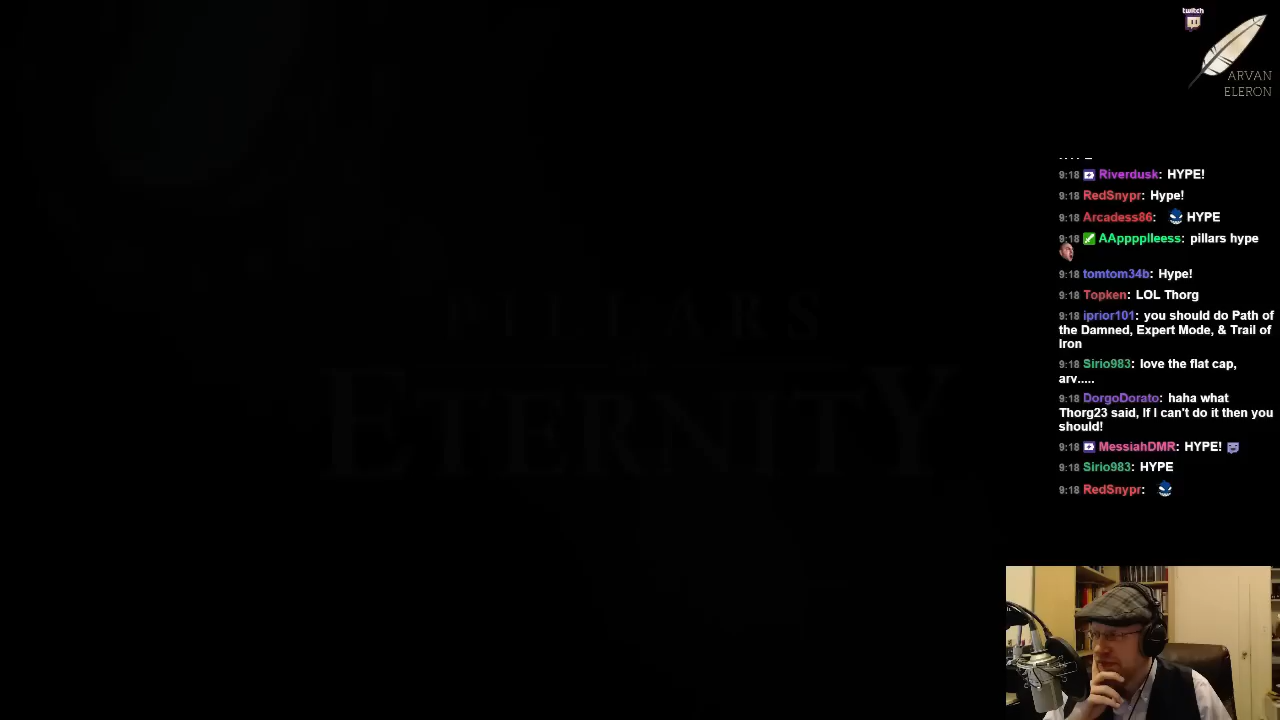 twitch
ARVAN
ELERON
9:18 Riverdusk: HYPE!
9:18 RedSnypr: Hype!
9:18 Arcadess86: HYPE
9:18 AApppplleess: pillars hype
9:18 tomtom34b: Hype!
9:18 Topken: LOL Thorg
9:18 iprior101: you should do Path of
the Damned, Expert Mode, & Trail of
Iron
9:18 Sirio983: love the flat cap,
arv.....
9:18 DorgoDorato: haha what
Thorg23 said, If I can't do it then you
should!
9:18 MessiahDMR: HYPE!
9:18 Sirio983: HYPE
9:18 RedSnypr:
PILLARS
OF
ETERNITY